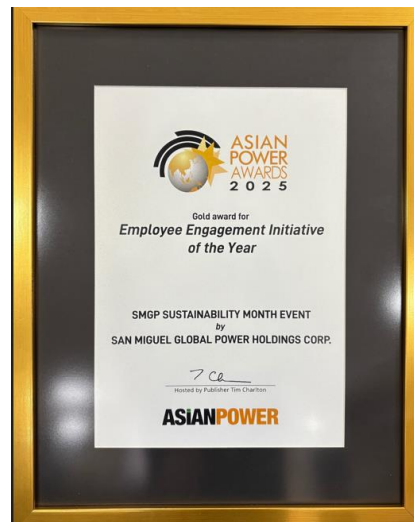 ASIAN
POWER
AWARDS
2025
Gold award for
Employee Engagement Initiative
of the Year
SMGP SUSTAINABILITY MONTH EVENT
by
SAN MIGUEL GLOBAL POWER HOLDINGS CORP.
Hosted by Publisher Tim Charlton
ASIANPOWER